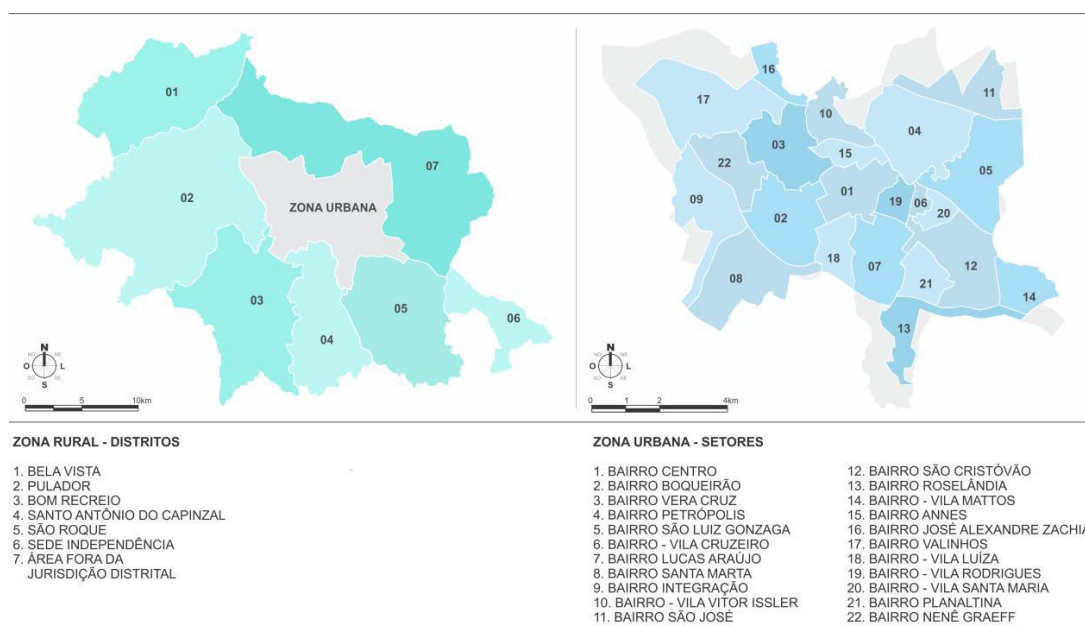 01
07
02
ZONA URBANA
03
04
05
06
N
NO NE
O L
SO SE
S
0 5 10km
16
17
11
10
04
03
15
22
05
01
09
19
06
20
02
18
07
12
08
21
14
13
N
NO NE
O L
SO SE
S
0 1 2 4km
ZONA RURAL - DISTRITOS
1. BELA VISTA
2. PULADOR
3. BOM RECREIO
4. SANTO ANTÔNIO DO CAPINZAL
5. SÃO ROQUE
6. SEDE INDEPENDÊNCIA
7. ÁREA FORA DA
JURISDIÇÃO DISTRITAL
ZONA URBANA - SETORES
1. BAIRRO CENTRO
2. BAIRRO BOQUEIRÃO
3. BAIRRO VERA CRUZ
4. BAIRRO PETRÓPOLIS
5. BAIRRO SÃO LUIZ GONZAGA
6. BAIRRO - VILA CRUZEIRO
7. BAIRRO LUCAS ARAÚJO
8. BAIRRO SANTA MARTA
9. BAIRRO INTEGRAÇÃO
10. BAIRRO - VILA VITOR ISSLER
11. BAIRRO SÃO JOSÉ
12. BAIRRO SÃO CRISTÓVÃO
13. BAIRRO ROSELÂNDIA
14. BAIRRO - VILA MATTOS
15. BAIRRO ANNES
16. BAIRRO JOSÉ ALEXANDRE ZACHIA
17. BAIRRO VALINHOS
18. BAIRRO - VILA LUÍZA
19. BAIRRO - VILA RODRIGUES
20. BAIRRO - VILA SANTA MARIA
21. BAIRRO PLANALTINA
22. BAIRRO NENÊ GRAEFF